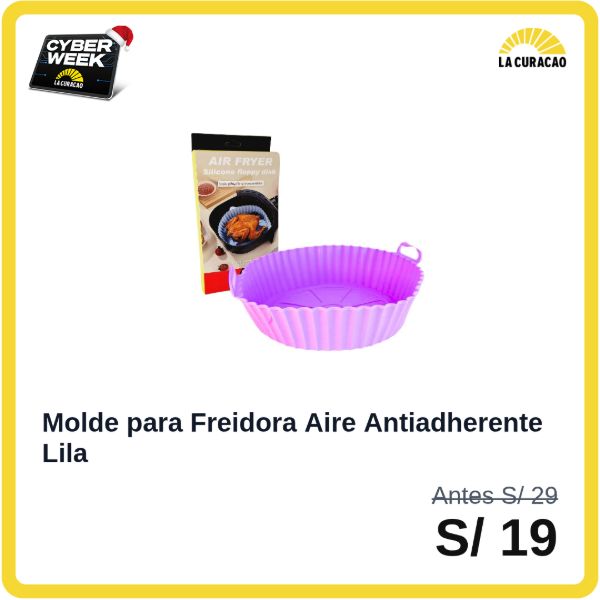 CYBER
WEEK
LA CURACAO
LA CURACAO
AIR FRYER
Silicone floppy disk
Molde para Freidora Aire Antiadherente
Lila
Antes S/ 29
S/ 19